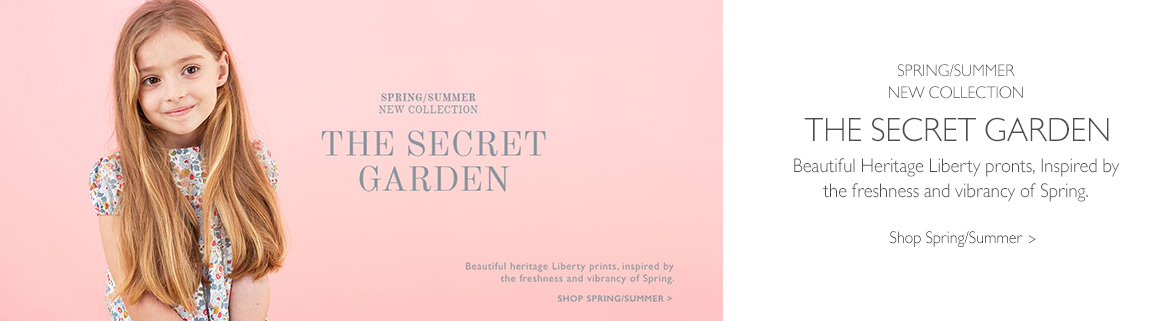 SPRING/SUMMER
NEW COLLECTION
THE SECRET
GARDEN
Beautiful heritage Liberty prints, inspired by
the freshness and vibrancy of Spring.
SHOP SPRING/SUMMER >
SPRING/SUMMER
NEW COLLECTION
THE SECRET GARDEN
Beautiful Heritage Liberty pronts, Inspired by
the freshness and vibrancy of Spring.
Shop Spring/Summer >